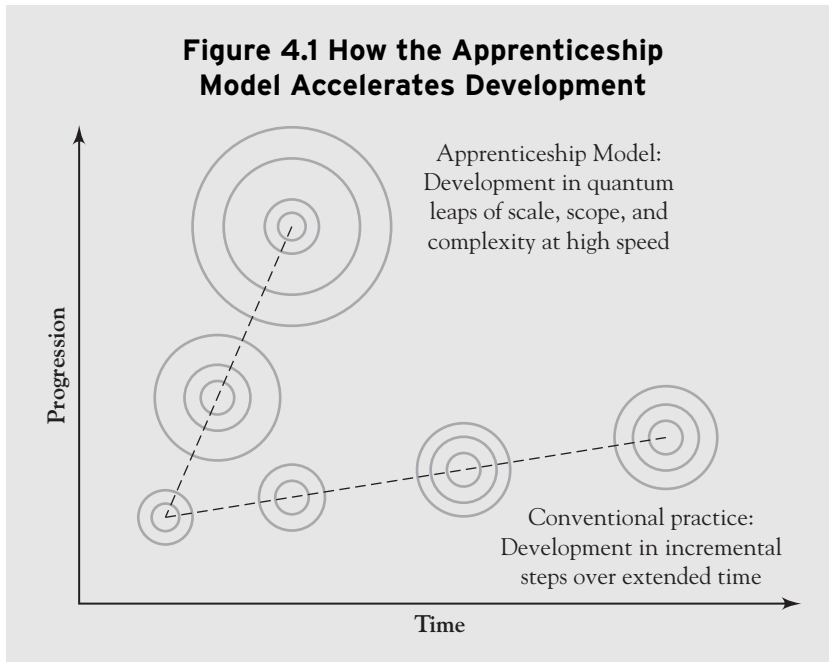 Figure 4.1 How the Apprenticeship
Model Accelerates Development
Apprenticeship Model:
Development in quantum
leaps of scale, scope, and
complexity at high speed
Progression
Conventional practice:
Development in incremental
steps over extended time
Time